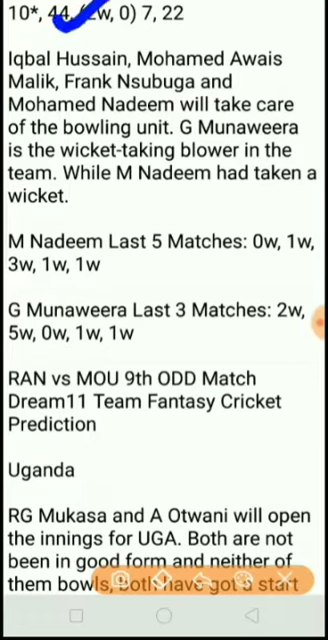 10*, 44, (2w, 0) 7, 22
Iqbal Hussain, Mohamed Awais
Malik, Frank Nsubuga and
Mohamed Nadeem will take care
of the bowling unit. G Munaweera
is the wicket-taking blower in the
team. While M Nadeem had taken a
wicket.
M Nadeem Last 5 Matches: 0w, 1w,
3w, 1w, 1w
G Munaweera Last 3 Matches: 2w,
5w, 0w, 1w, 1w
RAN vs MOU 9th ODD Match
Dream11 Team Fantasy Cricket
Prediction
Uganda
RG Mukasa and A Otwani will open
the innings for UGA. Both are not
been in good form and neither of
them bowls, both have got a start